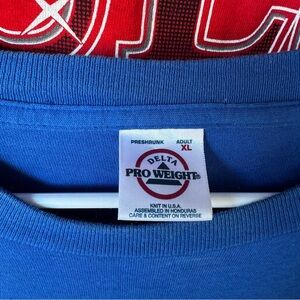 PRESHRUNK ADULT
XL
DELTA
PRO WEIGHT®
KNIT IN U.S.A.
ASSEMBLED IN HONDURAS
CARE & CONTENT ON REVERSE